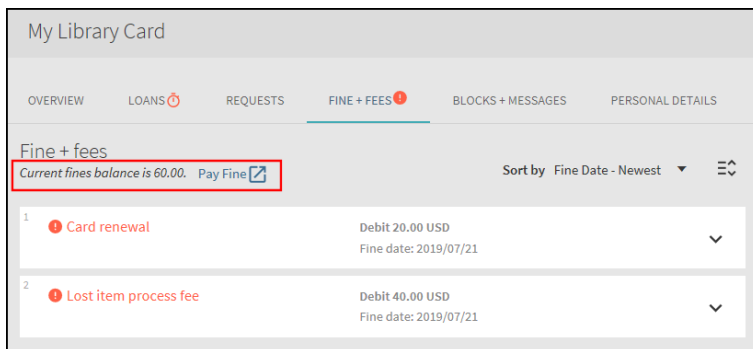 My Library Card
OVERVIEW LOANS REQUESTS FINE + FEES BLOCKS + MESSAGES PERSONAL DETAILS
Fine + fees
Current fines balance is 60.00. Pay Fine
Sort by Fine Date - Newest
1
Card renewal
Debit 20.00 USD
Fine date: 2019/07/21
2
Lost item process fee
Debit 40.00 USD
Fine date: 2019/07/21